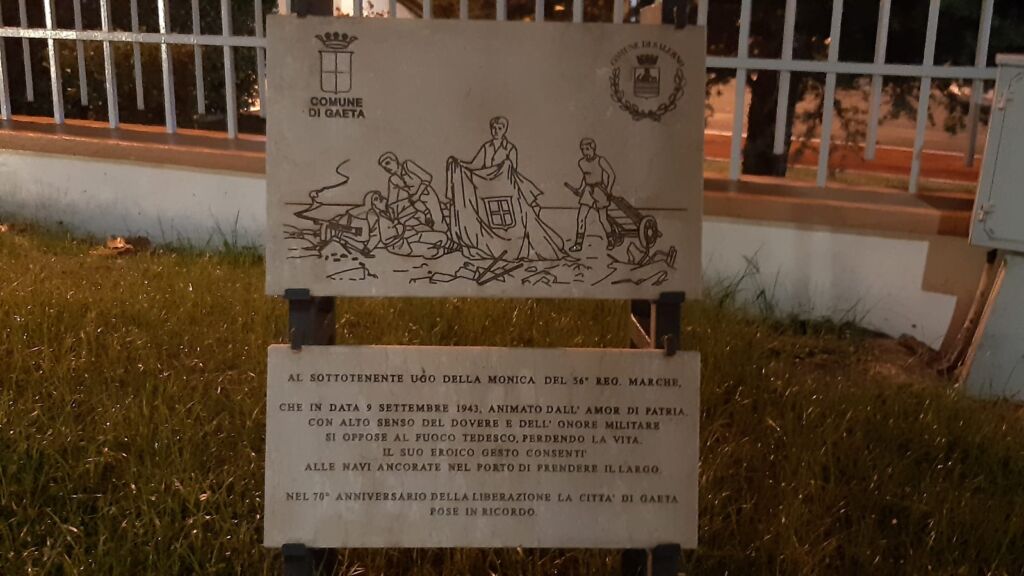 COMUNE
DI GAETA
COMUNE DI SALERNO
AL SOTTOTENENTE UGO DELLA MONICA DEL 56° REG. MARCHE,
CHE IN DATA 9 SETTEMBRE 1943, ANIMATO DALL' AMOR DI PATRIA,
CON ALTO SENSO DEL DOVERE E DELL' ONORE MILITARE
SI OPPOSE AL FUOCO TEDESCO, PERDENDO LA VITA.
IL SUO EROICO GESTO CONSENTI'
ALLE NAVI ANCORATE NEL PORTO DI PRENDERE IL LARGO.
NEL 70° ANNIVERSARIO DELLA LIBERAZIONE LA CITTA' DI GAETA
POSE IN RICORDO.